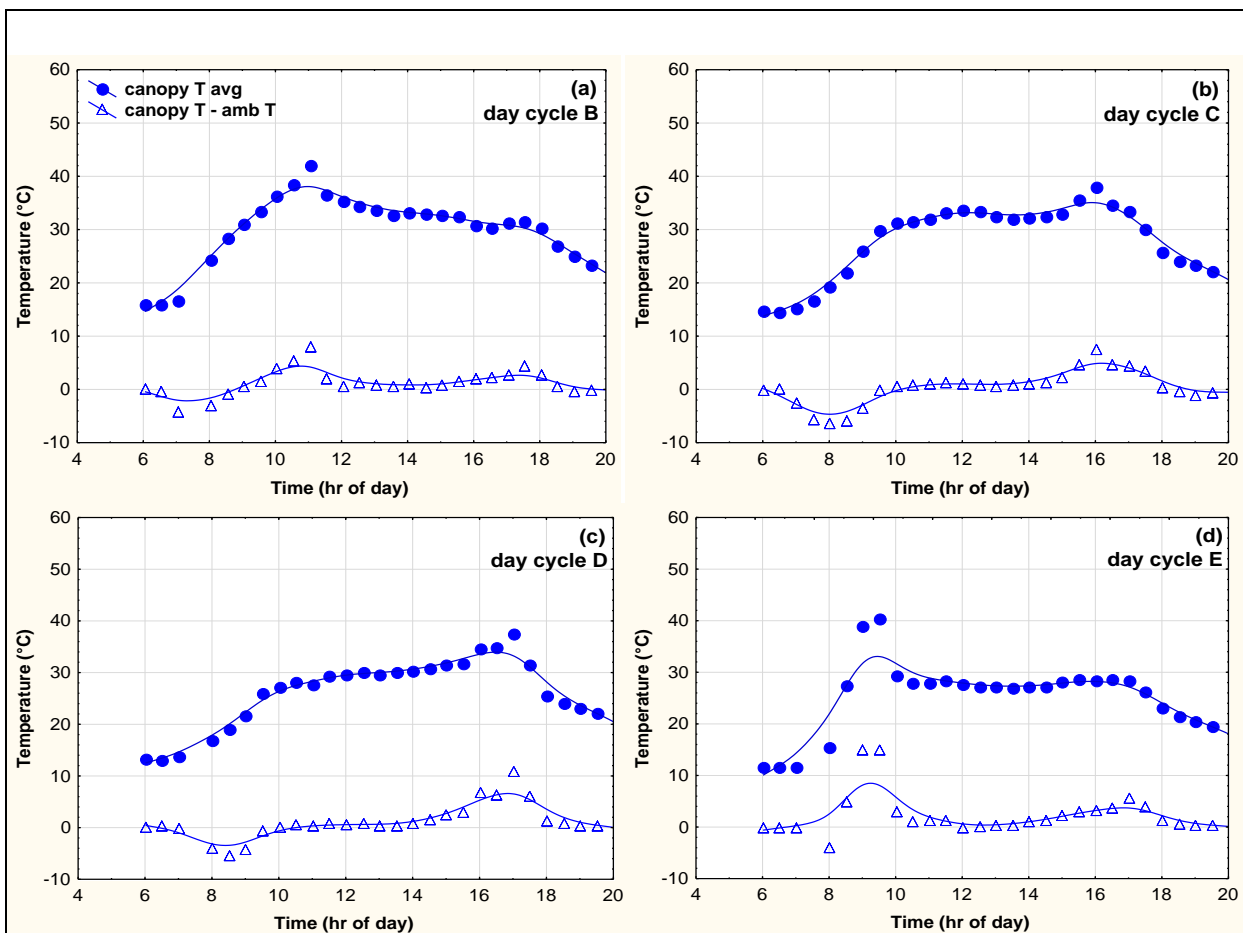 (a)
day cycle B
canopy T avg
canopy T - amb T
Temperature (°C)
60
50
40
30
20
10
0
-10
4 6 8 10 12 14 16 18 20
Time (hr of day)
(b)
day cycle C
Temperature (°C)
60
50
40
30
20
10
0
-10
4 6 8 10 12 14 16 18 20
Time (hr of day)
(c)
day cycle D
Temperature (°C)
60
50
40
30
20
10
0
-10
4 6 8 10 12 14 16 18 20
Time (hr of day)
(d)
day cycle E
Temperature (°C)
60
50
40
30
20
10
0
-10
4 6 8 10 12 14 16 18 20
Time (hr of day)